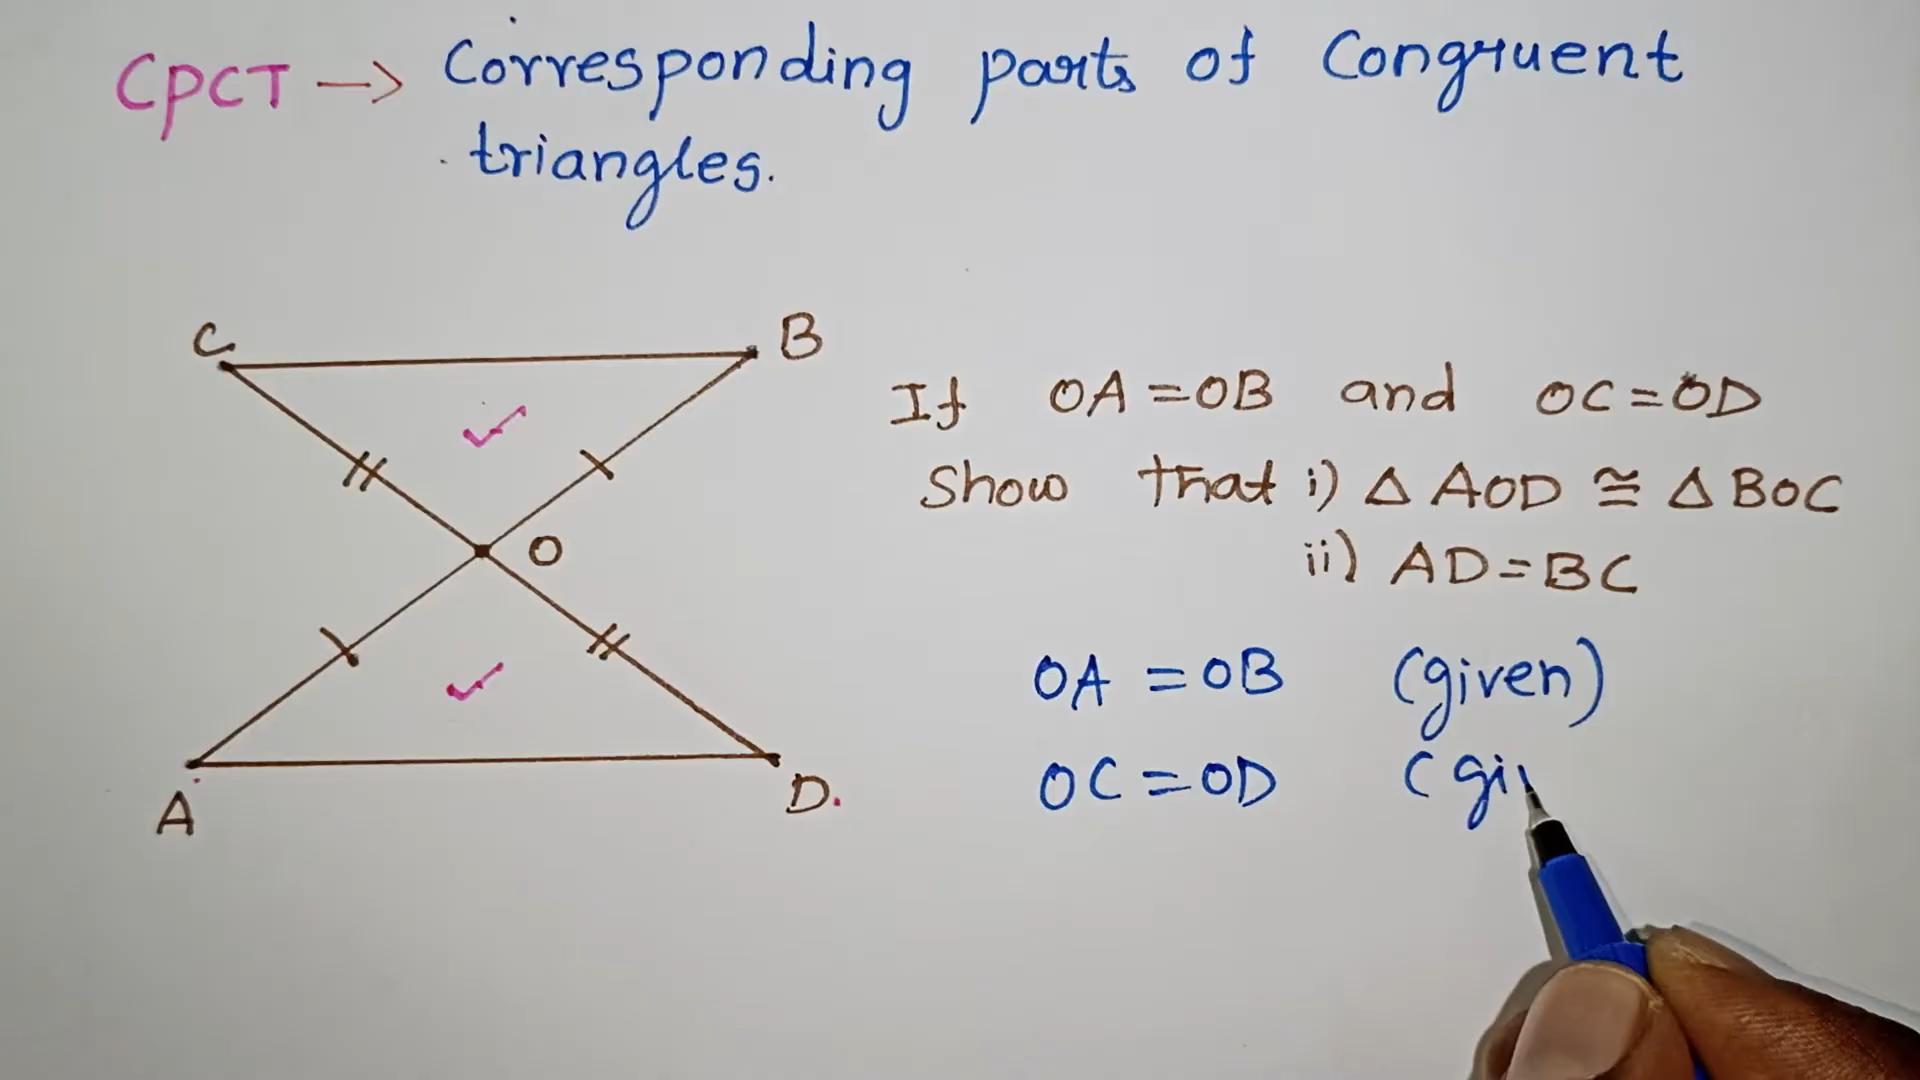 CPCT → Corresponding parts of Congruent
triangles.
C
B
O
A
D.
If OA = OB and OC = OD
Show that i) △ AOD ≅ △ BOC
ii) AD = BC
OA = OB (given)
OC = OD (gi